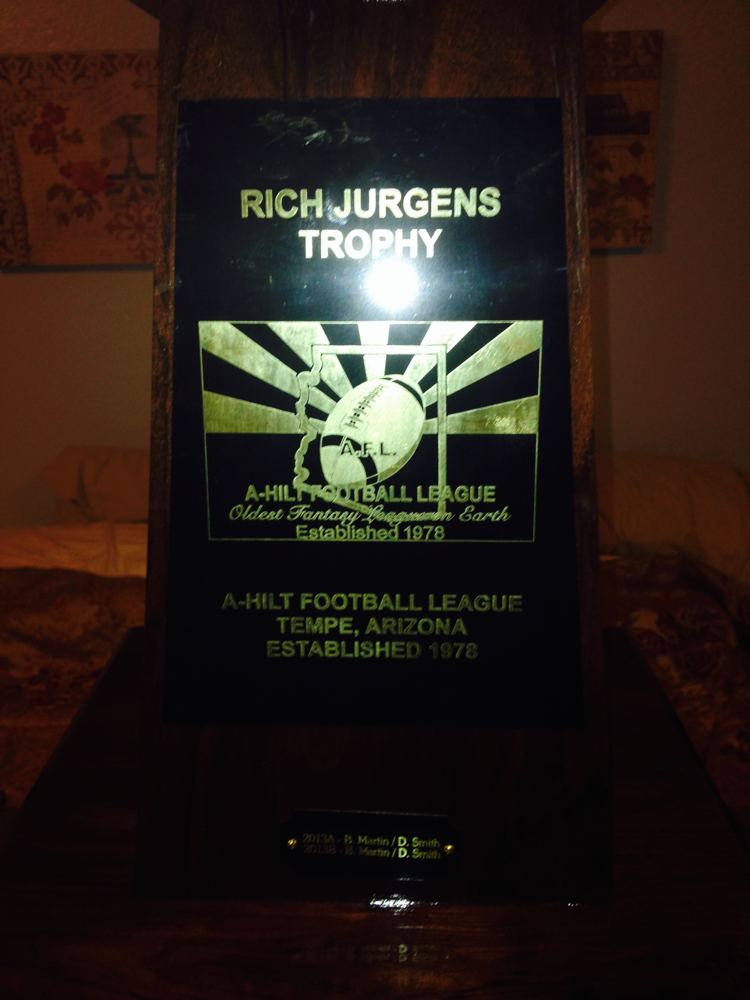 RICH JURGENS
TROPHY
A.F.L.
A-HILT FOOTBALL LEAGUE
Oldest Fantasy League on Earth
Established 1978
A-HILT FOOTBALL LEAGUE
TEMPE, ARIZONA
ESTABLISHED 1978
2013A - B. Martin / D. Smith
2013B - B. Martin / D. Smith